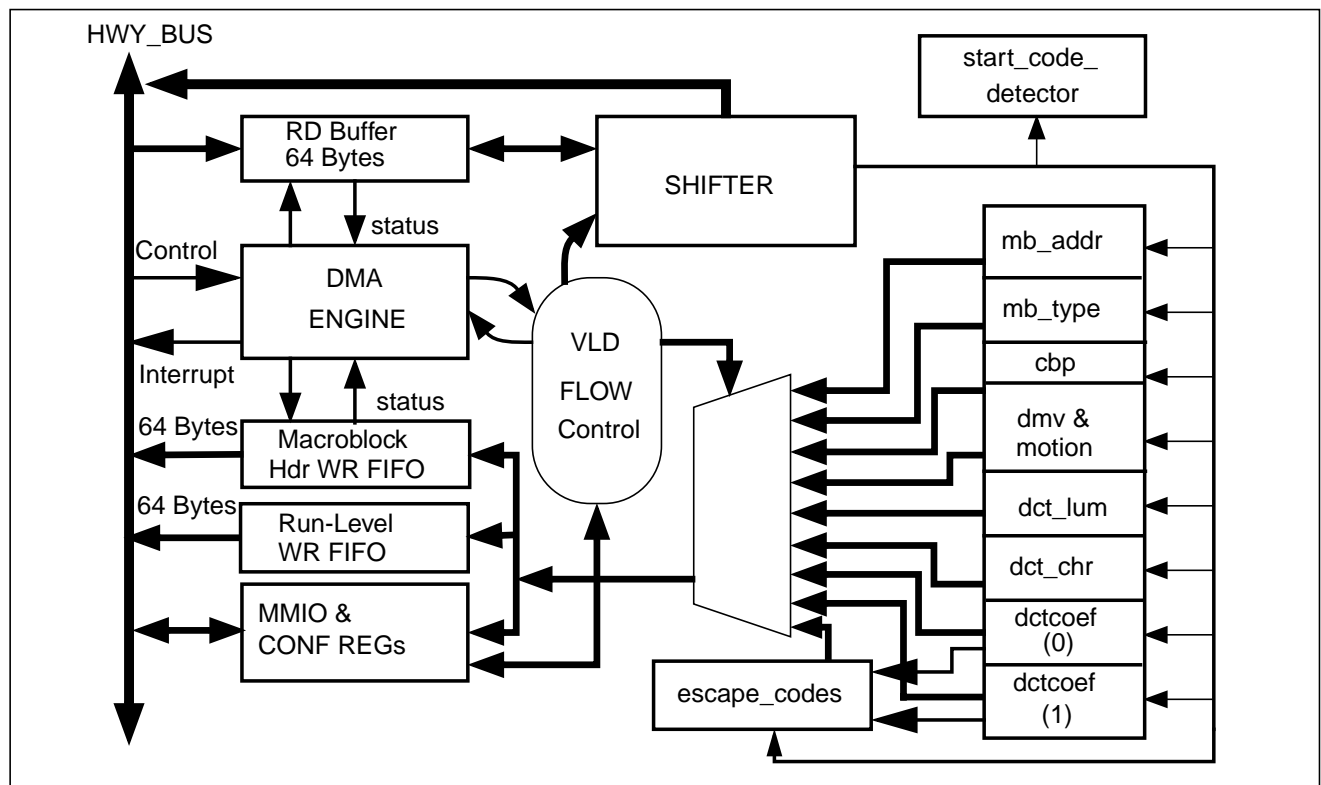 HWY_BUS
start_code_
detector
RD Buffer
64 Bytes
SHIFTER
status
Control
DMA
ENGINE
Interrupt
status
VLD
FLOW
Control
mb_addr
mb_type
cbp
dmv &
motion
dct_lum
dct_chr
dctcoef
(0)
dctcoef
(1)
64 Bytes
Macroblock
Hdr WR FIFO
64 Bytes
Run-Level
WR FIFO
MMIO &
CONF REGs
escape_codes